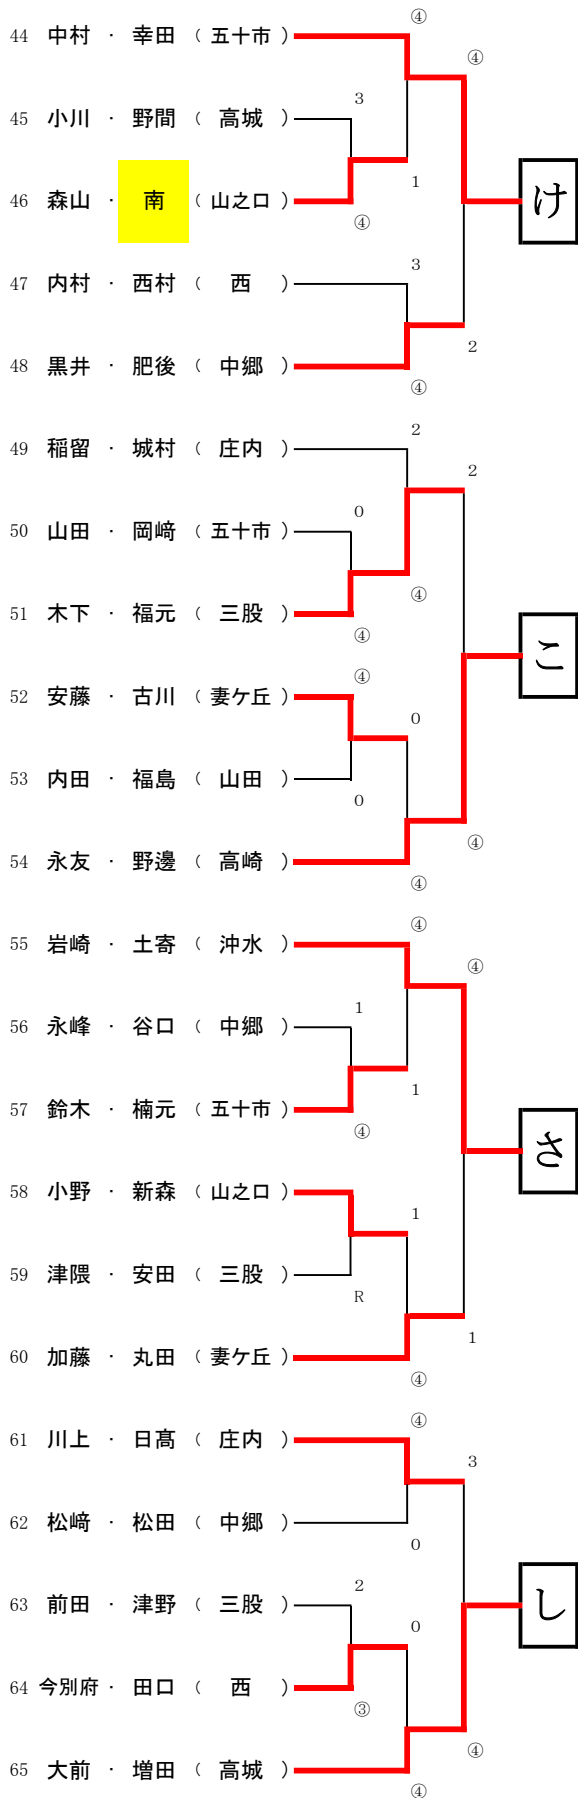 ④
44 中村 ・ 幸田 （ 五十市 ）
④
3
45 小川 ・ 野間 （ 高城 ）
1
46 森山 ・ 南 （ 山之口 ）
け
④
3
47 内村 ・ 西村 （ 西 ）
2
48 黒井 ・ 肥後 （ 中郷 ）
④
2
49 稲留 ・ 城村 （ 庄内 ）
2
0
50 山田 ・ 岡﨑 （ 五十市 ）
④
51 木下 ・ 福元 （ 三股 ）
④
こ
④
52 安藤 ・ 古川 （ 妻ケ丘 ）
0
53 内田 ・ 福島 （ 山田 ）
0
④
54 永友 ・ 野邊 （ 高崎 ）
④
④
55 岩崎 ・ 土寄 （ 沖水 ）
④
1
56 永峰 ・ 谷口 （ 中郷 ）
1
57 鈴木 ・ 楠元 （ 五十市 ）
④
さ
58 小野 ・ 新森 （ 山之口 ）
1
59 津隈 ・ 安田 （ 三股 ）
R
1
60 加藤 ・ 丸田 （ 妻ケ丘 ）
④
④
61 川上 ・ 日髙 （ 庄内 ）
3
62 松﨑 ・ 松田 （ 中郷 ）
0
2
63 前田 ・ 津野 （ 三股 ）
し
0
64 今別府 ・ 田口 （ 西 ）
③
④
65 大前 ・ 増田 （ 高城 ）
④